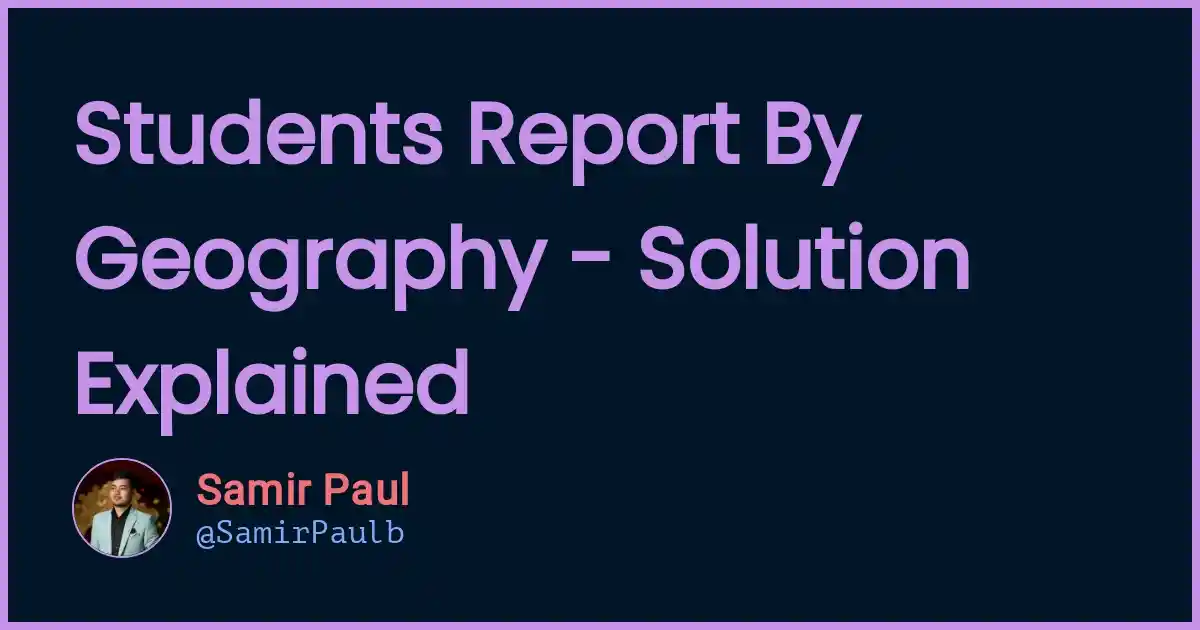 Students Report By
Geography - Solution
Explained
Samir Paul
@SamirPaulb